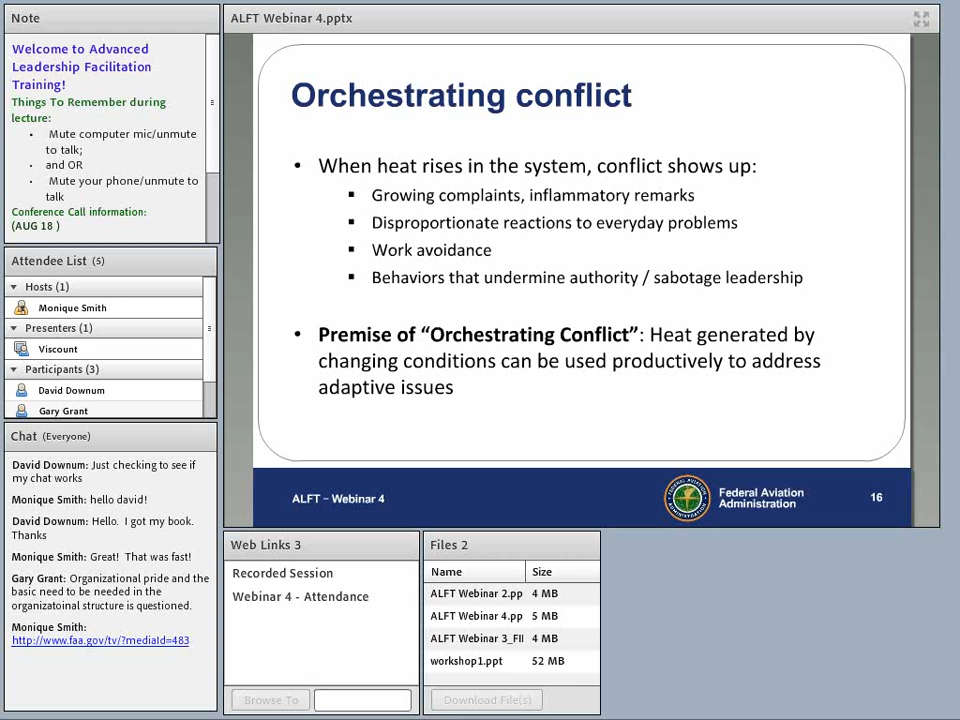 Note
Welcome to Advanced
Leadership Facilitation
Training!
Things To Remember during
lecture:
• Mute computer mic/unmute
to talk;
• and OR
• Mute your phone/unmute to
talk
Conference Call information:
(AUG 18 )
Attendee List (5)
Hosts (1)
Monique Smith
Presenters (1)
Viscount
Participants (3)
David Downum
Gary Grant
Chat (Everyone)
David Downum: Just checking to see if
my chat works
Monique Smith: hello david!
David Downum: Hello. I got my book.
Thanks
Monique Smith: Great! That was fast!
Gary Grant: Organizational pride and the
basic need to be needed in the
organizatoinal structure is questioned.
Monique Smith:
http://www.faa.gov/tv/?mediaId=483
ALFT Webinar 4.pptx
Orchestrating conflict
• When heat rises in the system, conflict shows up:
▪ Growing complaints, inflammatory remarks
▪ Disproportionate reactions to everyday problems
▪ Work avoidance
▪ Behaviors that undermine authority / sabotage leadership
• Premise of “Orchestrating Conflict”: Heat generated by
changing conditions can be used productively to address
adaptive issues
ALFT – Webinar 4
Federal Aviation
Administration
16
Web Links 3
Recorded Session
Webinar 4 - Attendance
Browse To
Files 2
Name Size
ALFT Webinar 2.pp 4 MB
ALFT Webinar 4.pp 5 MB
ALFT Webinar 3_FII 4 MB
workshop1.ppt 52 MB
Download File(s)